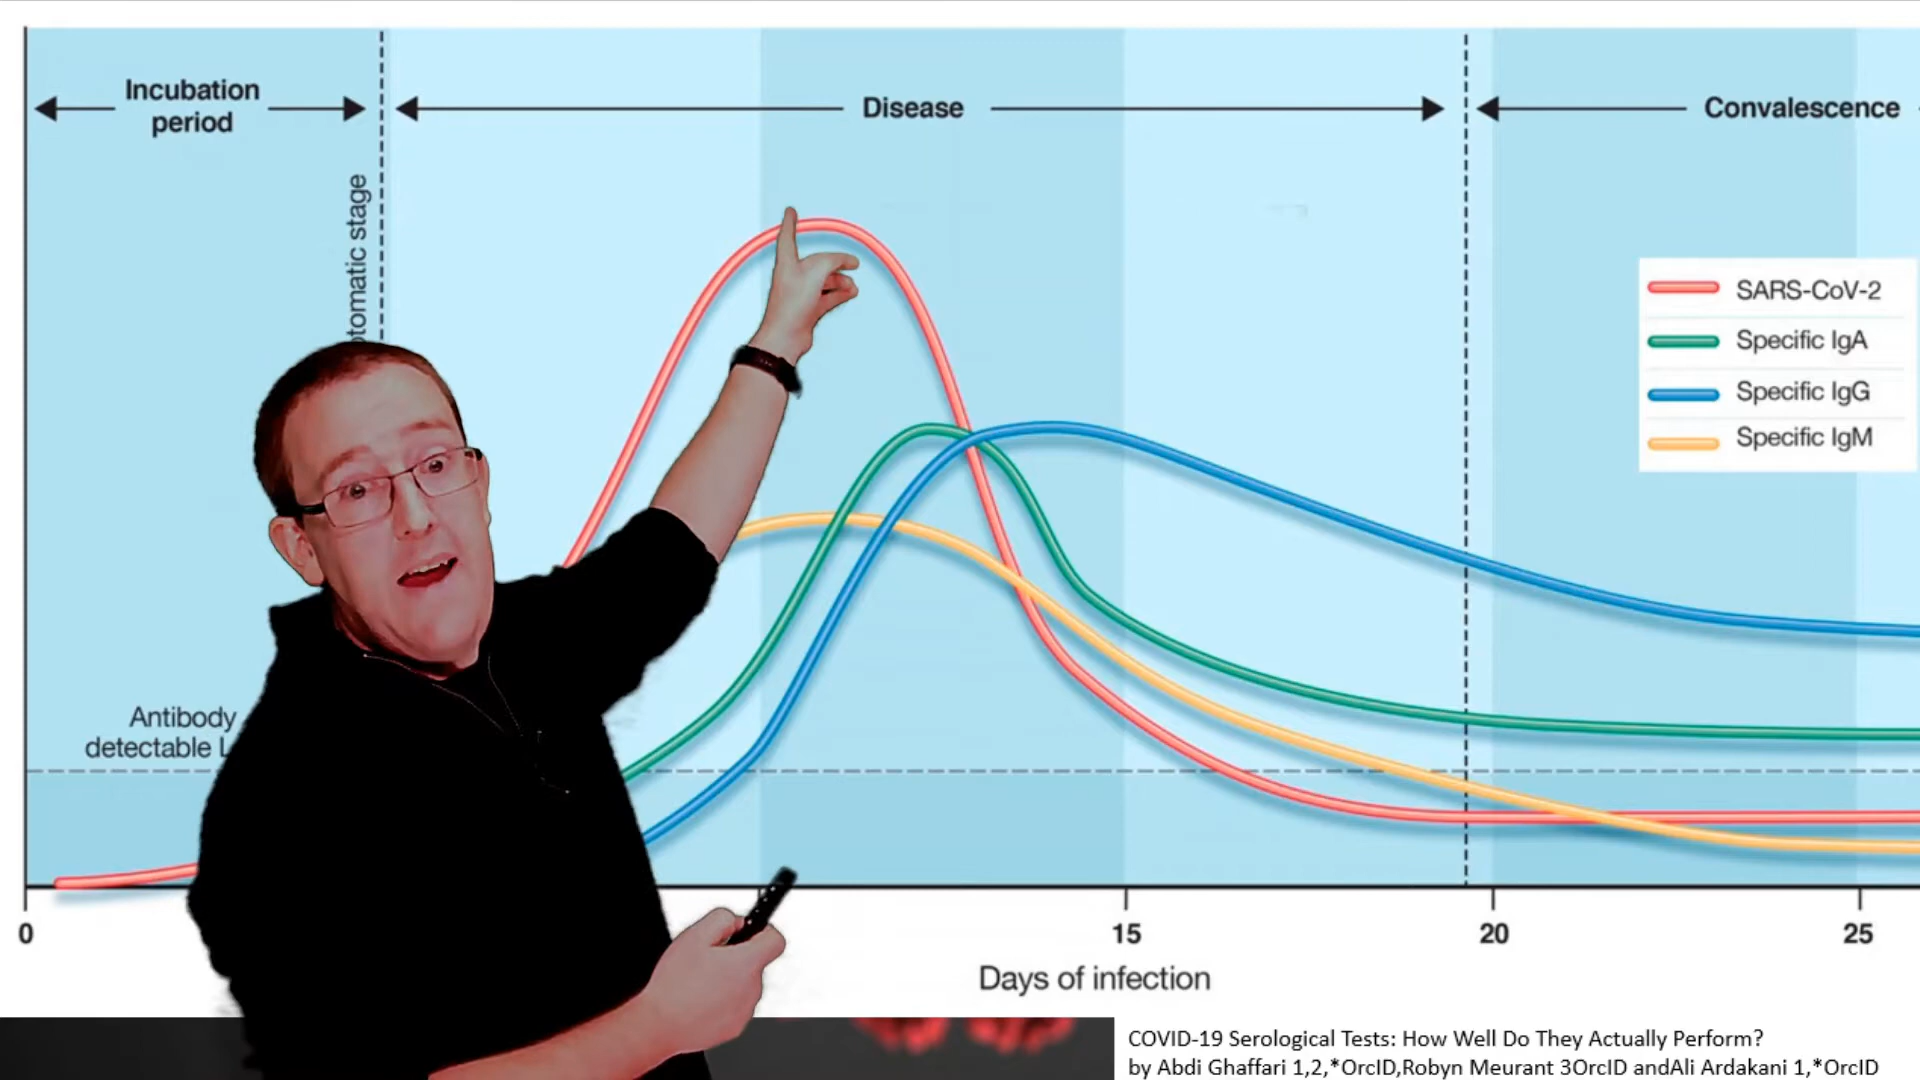 Incubation
period
Disease
Convalescence
SARS-CoV-2
Specific IgA
Specific IgG
Specific IgM
stage
Antibody
detectable
0
15
20
25
Days of infection
COVID-19 Serological Tests: How Well Do They Actually Perform?
by Abdi Ghaffari 1,2,*OrcID,Robyn Meurant 3OrcID andAli Ardakani 1,*OrcID